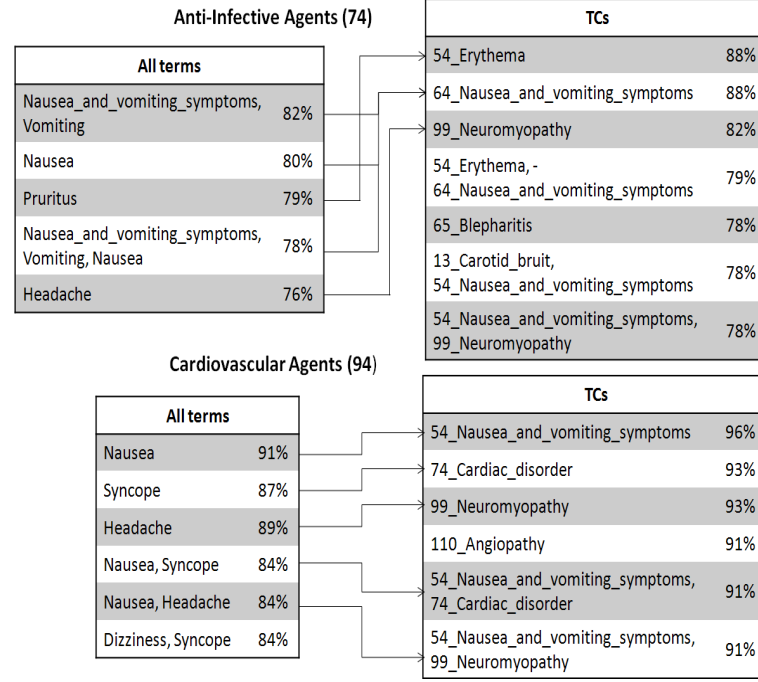 Anti-Infective Agents (74)
All terms
Nausea_and_vomiting_symptoms, Vomiting 82%
Nausea 80%
Pruritus 79%
Nausea_and_vomiting_symptoms, Vomiting, Nausea 78%
Headache 76%
TCs
54_Erythema 88%
64_Nausea_and_vomiting_symptoms 88%
99_Neuromyopathy 82%
54_Erythema, -
64_Nausea_and_vomiting_symptoms 79%
65_Blepharitis 78%
13_Carotid_bruit,
54_Nausea_and_vomiting_symptoms 78%
54_Nausea_and_vomiting_symptoms,
99_Neuromyopathy 78%
Cardiovascular Agents (94)
All terms
Nausea 91%
Syncope 87%
Headache 89%
Nausea, Syncope 84%
Nausea, Headache 84%
Dizziness, Syncope 84%
TCs
54_Nausea_and_vomiting_symptoms 96%
74_Cardiac_disorder 93%
99_Neuromyopathy 93%
110_Angiopathy 91%
54_Nausea_and_vomiting_symptoms,
74_Cardiac_disorder 91%
54_Nausea_and_vomiting_symptoms,
99_Neuromyopathy 91%